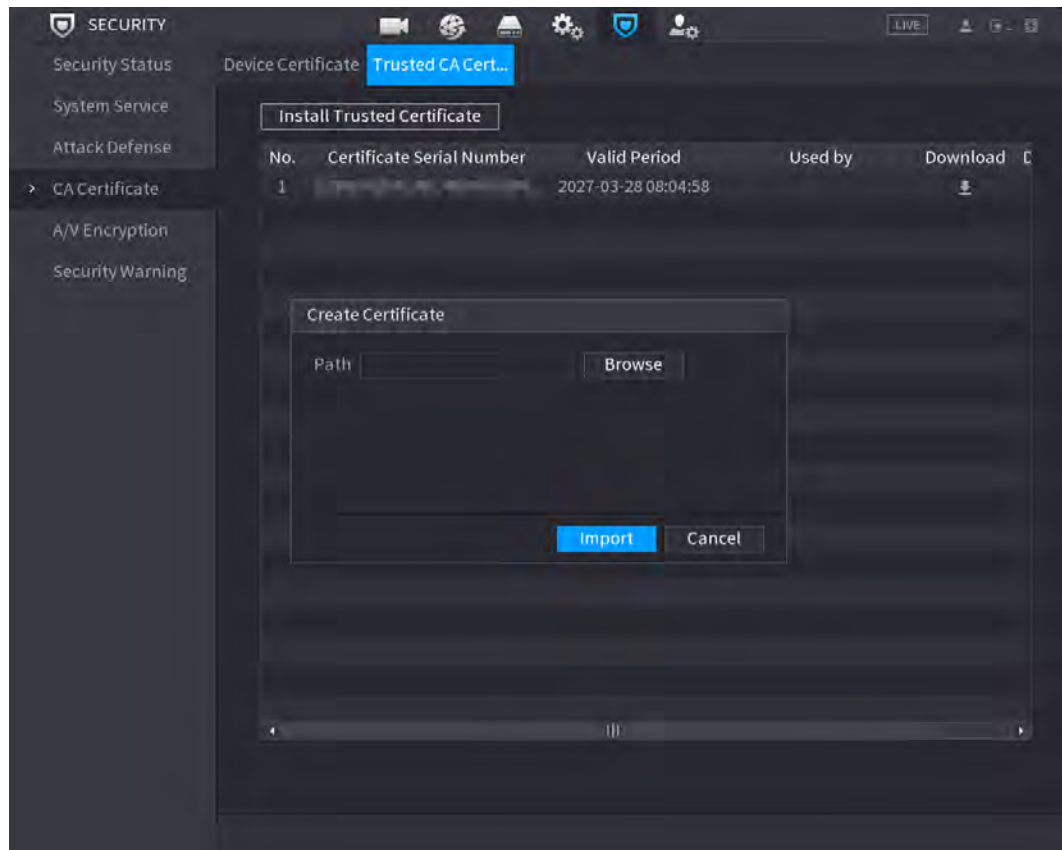 SECURITY
LIVE
Security Status
Device Certificate
Trusted CA Cert...
System Service
Install Trusted Certificate
Attack Defense
No. Certificate Serial Number Valid Period Used by Download
CA Certificate
1 2027-03-28 08:04:58
A/V Encryption
Security Warning
Create Certificate
Path
Browse
Import
Cancel